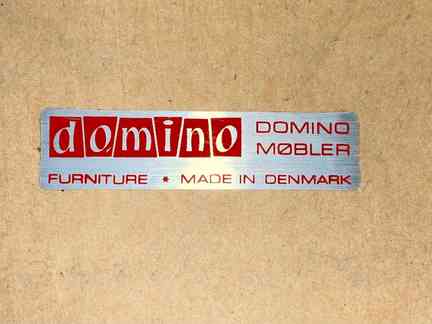 domino
DOMINO
MØBLER
FURNITURE * MADE IN DENMARK